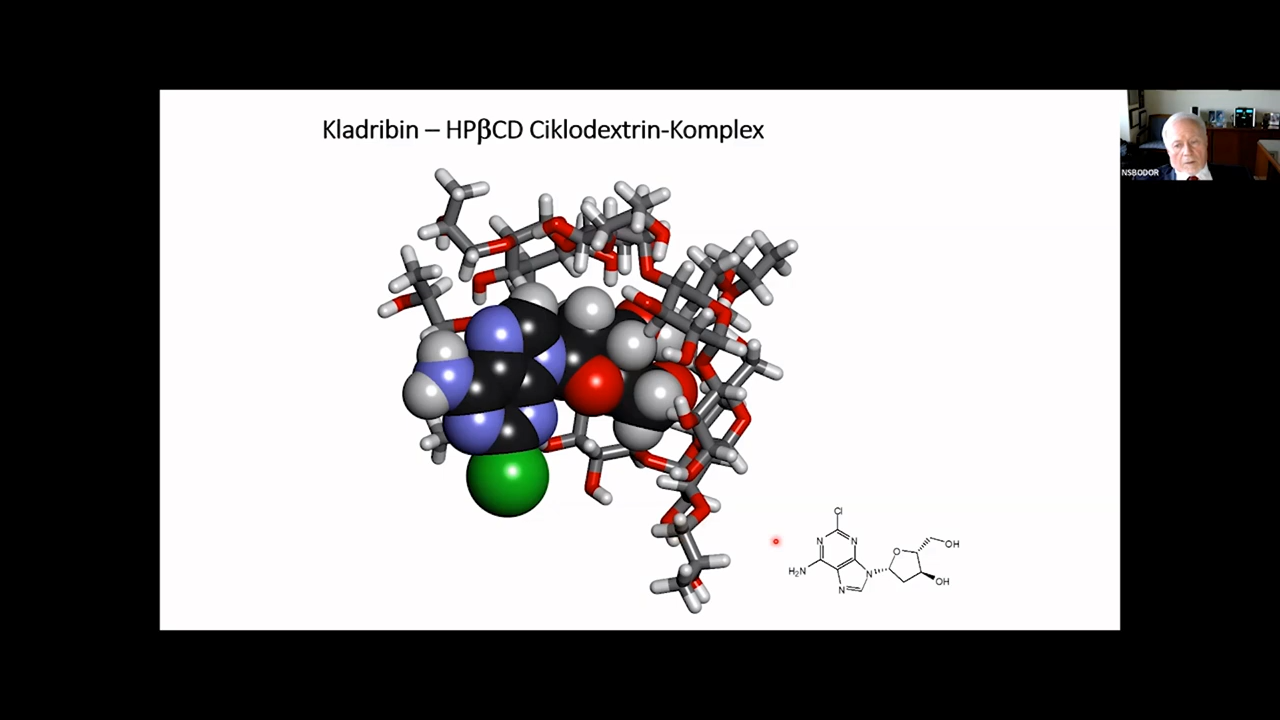 Kladribin – HPβCD Ciklodextrin-Komplex
NSBODOR
Cl
N
N
O
OH
H₂N
N
OH
N